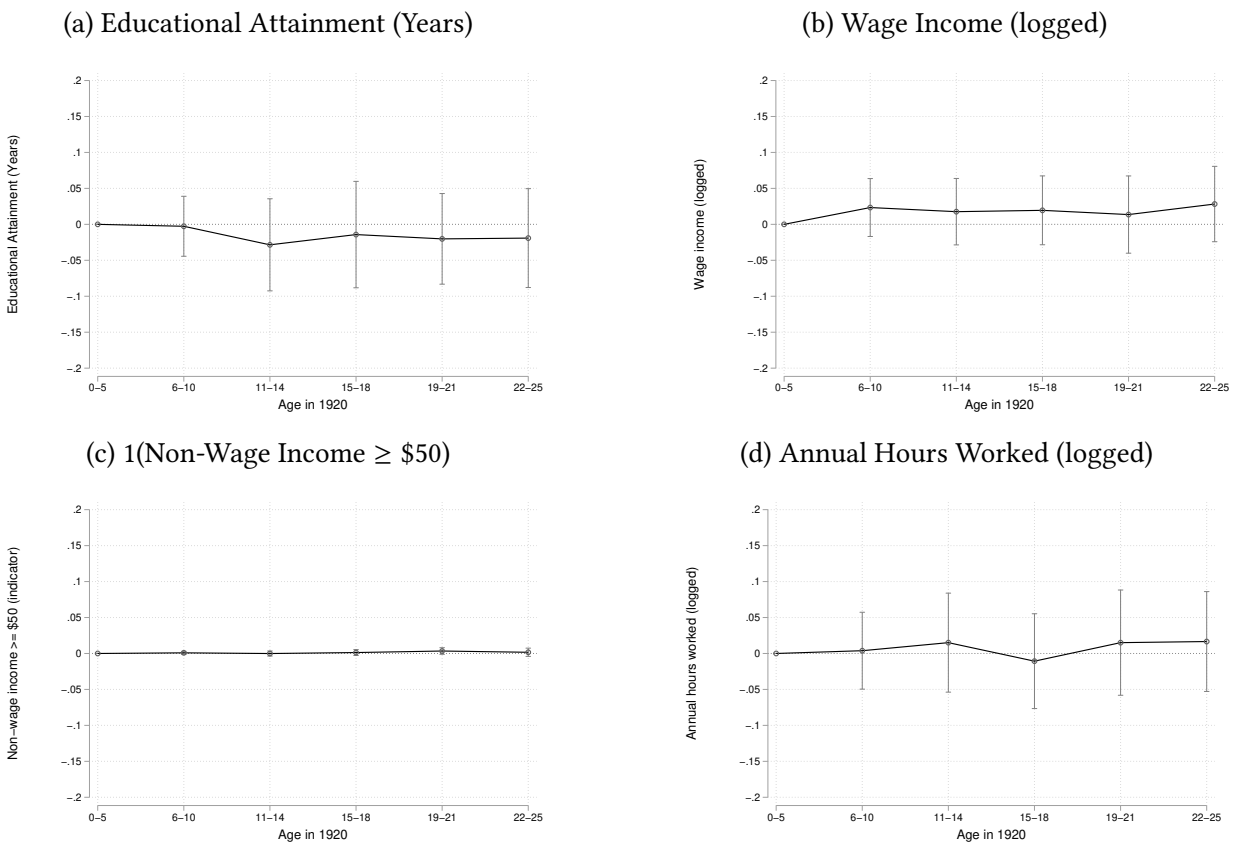 (a) Educational Attainment (Years)
Educational Attainment (Years)
.2
.15
.1
.05
0
−.05
−.1
−.15
−.2
0−5 6−10 11−14 15−18 19−21 22−25
Age in 1920
(b) Wage Income (logged)
Wage income (logged)
.2
.15
.1
.05
0
−.05
−.1
−.15
−.2
0−5 6−10 11−14 15−18 19−21 22−25
Age in 1920
(c) 1(Non-Wage Income ≥ $50)
Non−wage income >= $50 (indicator)
.2
.15
.1
.05
0
−.05
−.1
−.15
−.2
0−5 6−10 11−14 15−18 19−21 22−25
Age in 1920
(d) Annual Hours Worked (logged)
Annual hours worked (logged)
.2
.15
.1
.05
0
−.05
−.1
−.15
−.2
0−5 6−10 11−14 15−18 19−21 22−25
Age in 1920